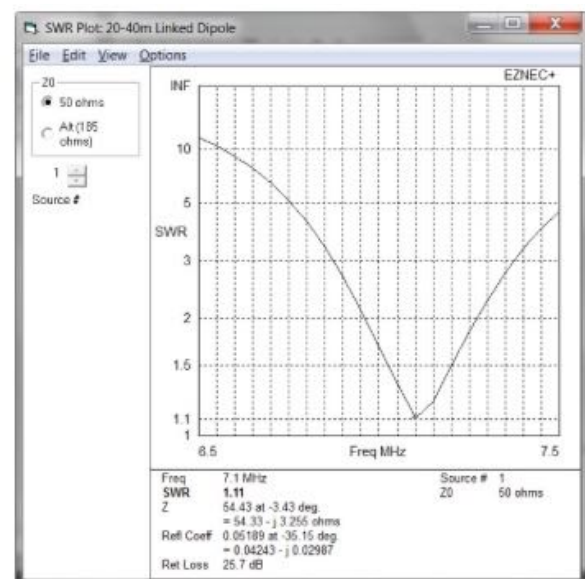 SWR Plot: 20-40m Linked Dipole
File Edit View Options
Z0
50 ohms
Alt (185
ohms)
1
Source #
EZNEC+
INF
10
5
SWR
3
2
1.5
1.1
1
6.5 Freq MHz 7.5
Freq 7.1 MHz Source # 1
SWR 1.11 Z0 50 ohms
Z 54.43 at -3.43 deg.
= 54.33 - j 3.255 ohms
Refl Coeff 0.05189 at -35.15 deg.
= 0.04243 - j 0.02987
Ret Loss 25.7 dB